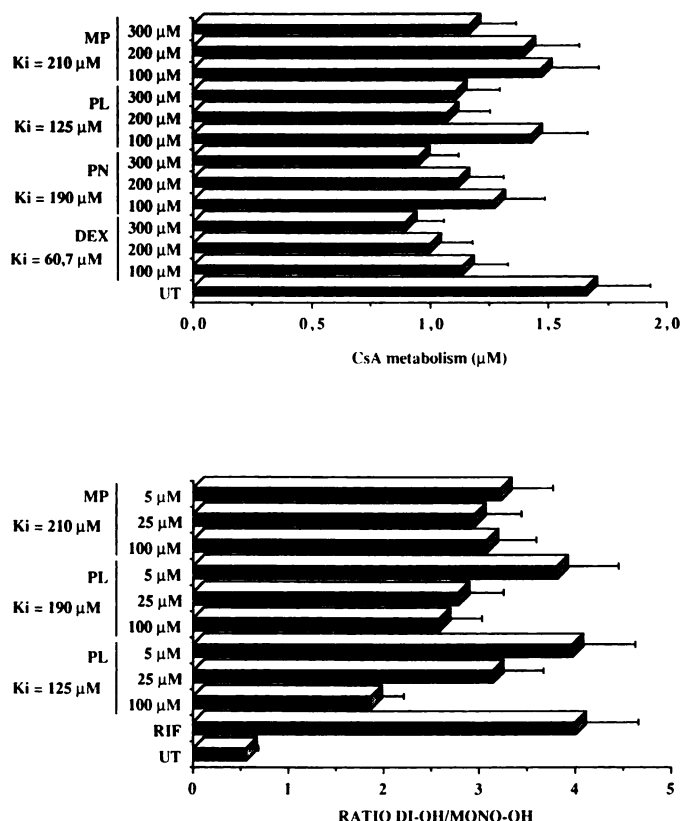 MP
Ki = 210 µM
300 µM
200 µM
100 µM
PL
Ki = 125 µM
300 µM
200 µM
100 µM
PN
Ki = 190 µM
300 µM
200 µM
100 µM
DEX
Ki = 60,7 µM
300 µM
200 µM
100 µM
UT
0,0 0,5 1,0 1,5 2,0
CsA metabolism (µM)
MP
Ki = 210 µM
5 µM
25 µM
100 µM
PL
Ki = 190 µM
5 µM
25 µM
100 µM
PL
Ki = 125 µM
5 µM
25 µM
100 µM
RIF
UT
0 1 2 3 4 5
RATIO DI-OH/MONO-OH